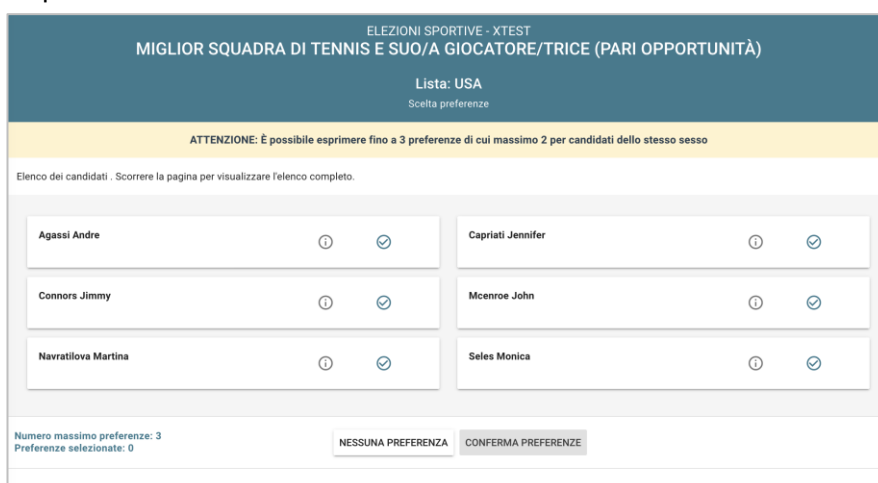 ELEZIONI SPORTIVE - XTEST
MIGLIOR SQUADRA DI TENNIS E SUO/A GIOCATORE/TRICE (PARI OPPORTUNITÀ)
Lista: USA
Scelta preferenze
ATTENZIONE: È possibile esprimere fino a 3 preferenze di cui massimo 2 per candidati dello stesso sesso
Elenco dei candidati . Scorrere la pagina per visualizzare l'elenco completo.
Agassi Andre
Capriati Jennifer
Connors Jimmy
Mcenroe John
Navratilova Martina
Seles Monica
Numero massimo preferenze: 3
Preferenze selezionate: 0
NESSUNA PREFERENZA
CONFERMA PREFERENZE